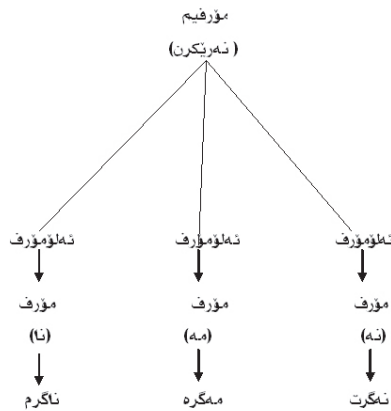 مۆرفیم
(نەرێکرن)
ئەلۆمۆرف ئەلۆمۆرف ئەلۆمۆرف
مۆرف مۆرف مۆرف
(نە) (مە) (نا)
نەگرت مەگرە ناگرم